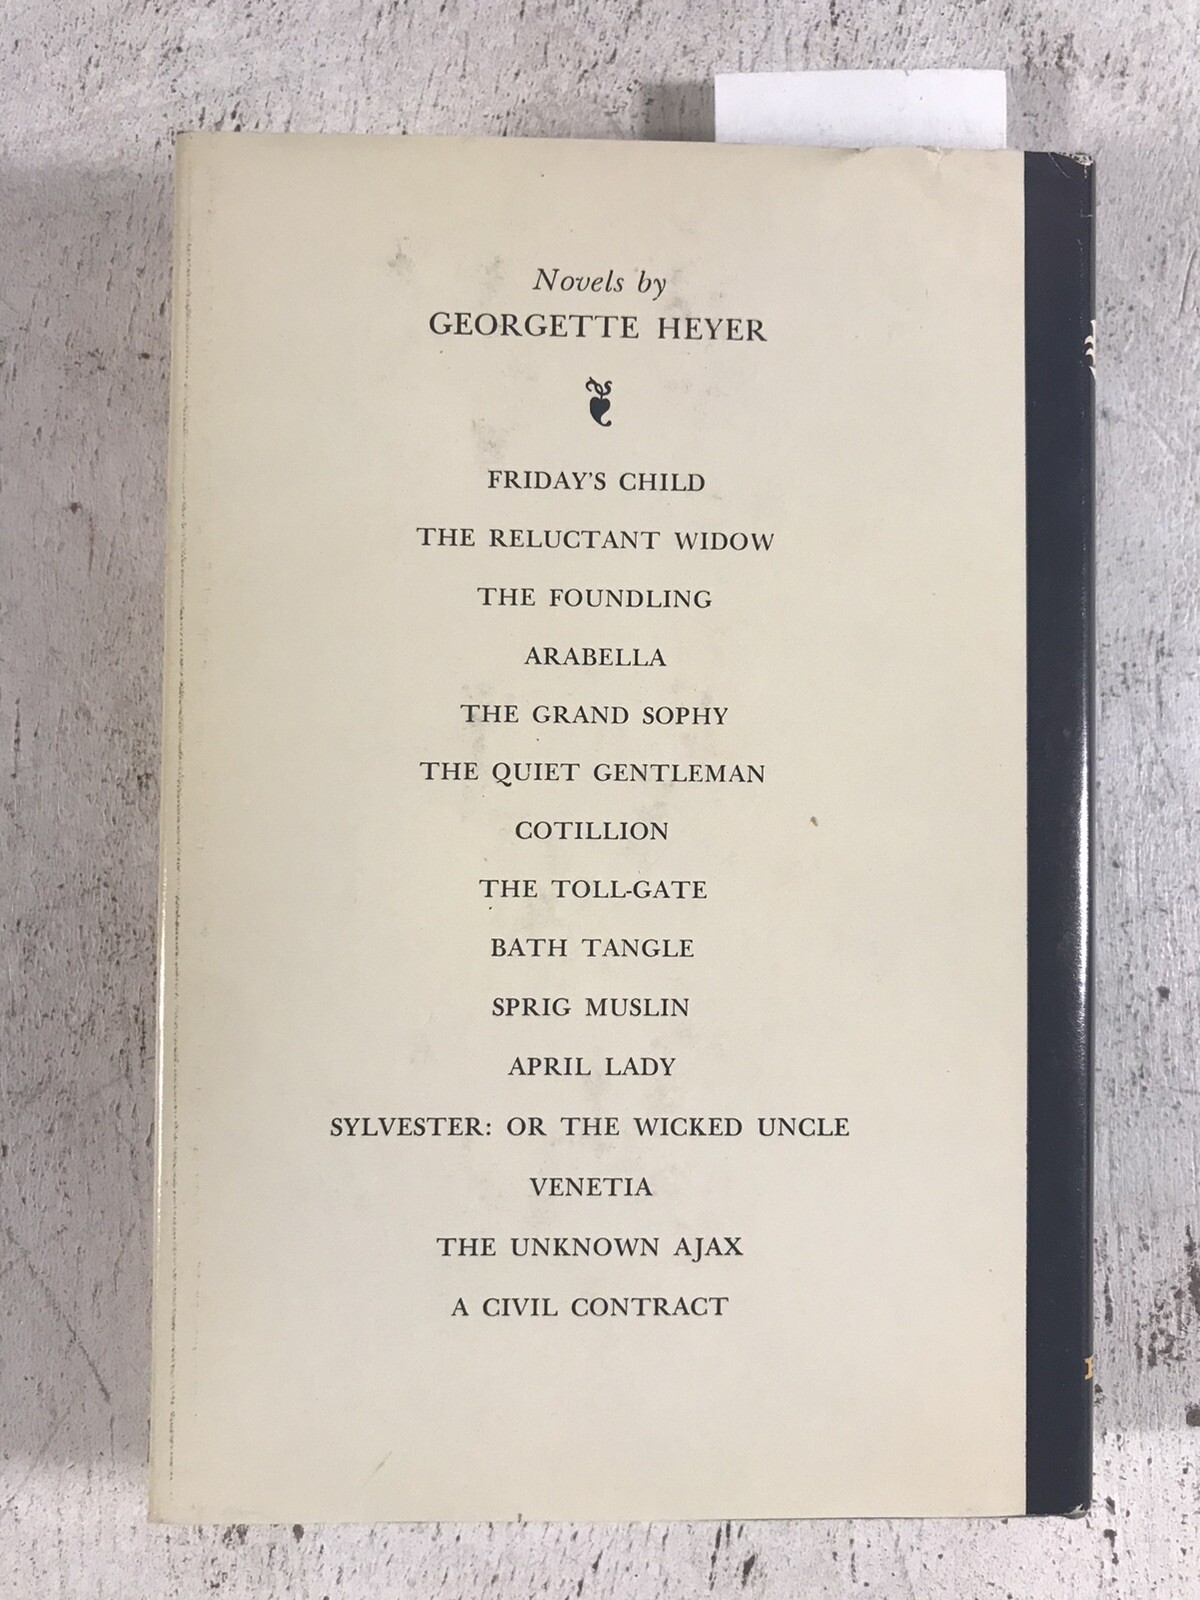 Novels by
GEORGETTE HEYER
FRIDAY'S CHILD
THE RELUCTANT WIDOW
THE FOUNDLING
ARABELLA
THE GRAND SOPHY
THE QUIET GENTLEMAN
COTILLION
THE TOLL-GATE
BATH TANGLE
SPRIG MUSLIN
APRIL LADY
SYLVESTER: OR THE WICKED UNCLE
VENETIA
THE UNKNOWN AJAX
A CIVIL CONTRACT